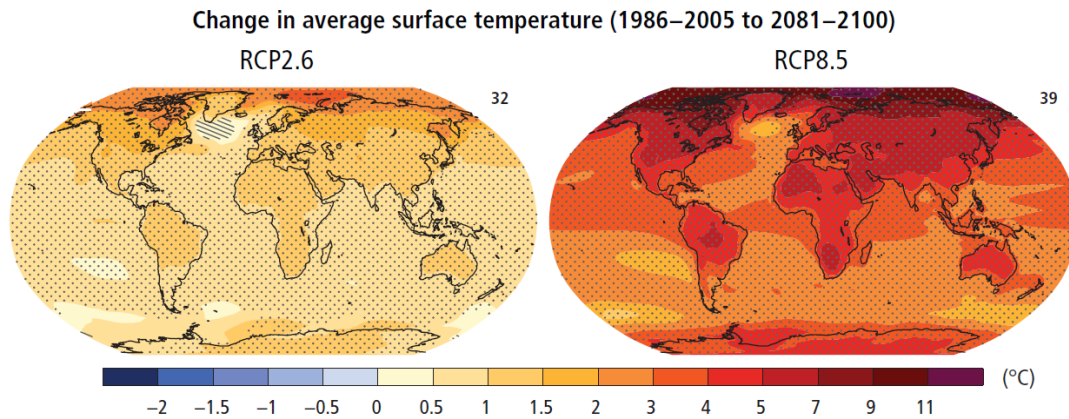 Change in average surface temperature (1986–2005 to 2081–2100)
RCP2.6 RCP8.5
32 39
(°C)
−2 −1.5 −1 −0.5 0 0.5 1 1.5 2 3 4 5 7 9 11